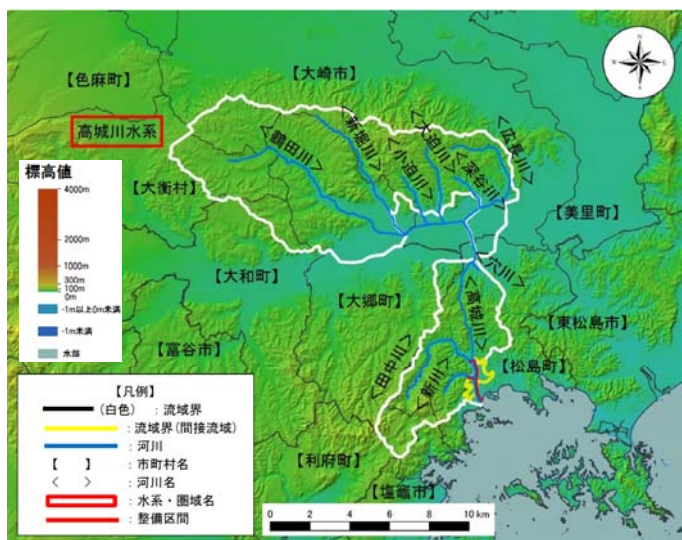 【色麻町】
【大崎市】
高城川水系
<鶴田川>
<新堀川>
<小迫川>
<大迫川>
<深谷川>
<広長川>
標高値
4000m
2000m
1000m
300m
100m
0m
-1m以上0m未満
-1m未満
水部
【大衡村】
【美里町】
【大和町】
<穴川>
【大郷町】
<高城川>
【東松島市】
【富谷市】
<田中川>
<新川>
【松島町】
【利府町】
【塩竈市】
【凡例】
(白色) : 流域界
: 流域界(間接流域)
: 河川
【 】 : 市町村名
< > : 河川名
: 水系・圏域名
: 整備区間
0 2 4 6 8 10 km
N
E
S
W